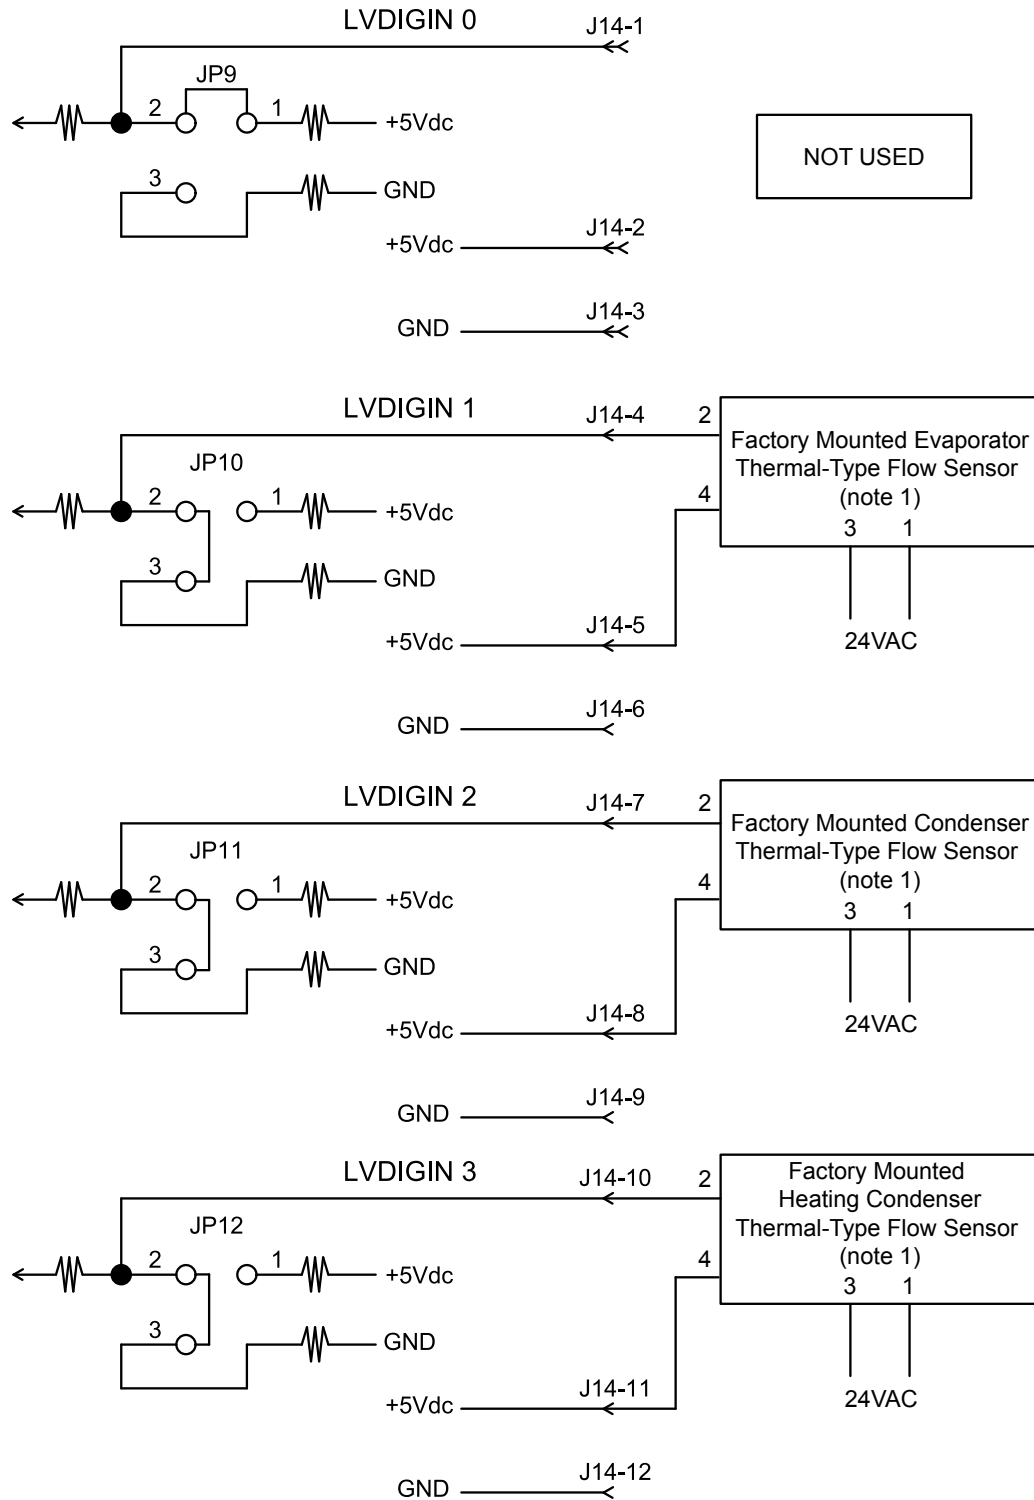 LVDIGIN 0
J14-1
JP9
2
1
+5Vdc
NOT USED
3
GND
J14-2
+5Vdc
J14-3
GND
LVDIGIN 1
J14-4
2
Factory Mounted Evaporator
Thermal-Type Flow Sensor
(note 1)
JP10
4
2
1
+5Vdc
3
1
3
GND
J14-5
+5Vdc
24VAC
J14-6
GND
LVDIGIN 2
J14-7
2
Factory Mounted Condenser
Thermal-Type Flow Sensor
(note 1)
JP11
4
2
1
+5Vdc
3
1
3
GND
J14-8
+5Vdc
24VAC
J14-9
GND
LVDIGIN 3
J14-10
2
Factory Mounted
Heating Condenser
Thermal-Type Flow Sensor
(note 1)
JP12
4
2
1
+5Vdc
3
1
3
GND
J14-11
+5Vdc
24VAC
J14-12
GND